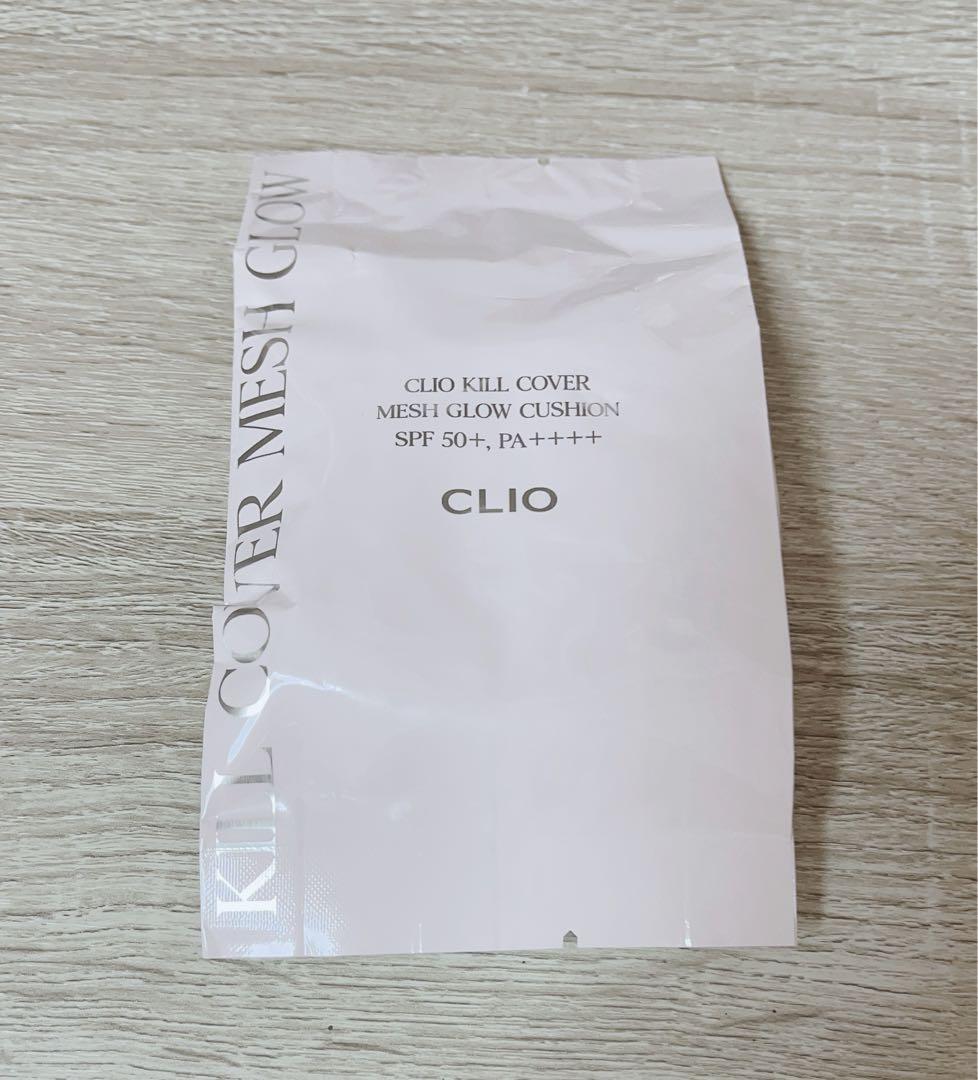 KILL COVER MESH GLOW
CLIO KILL COVER
MESH GLOW CUSHION
SPF 50+, PA++++
CLIO